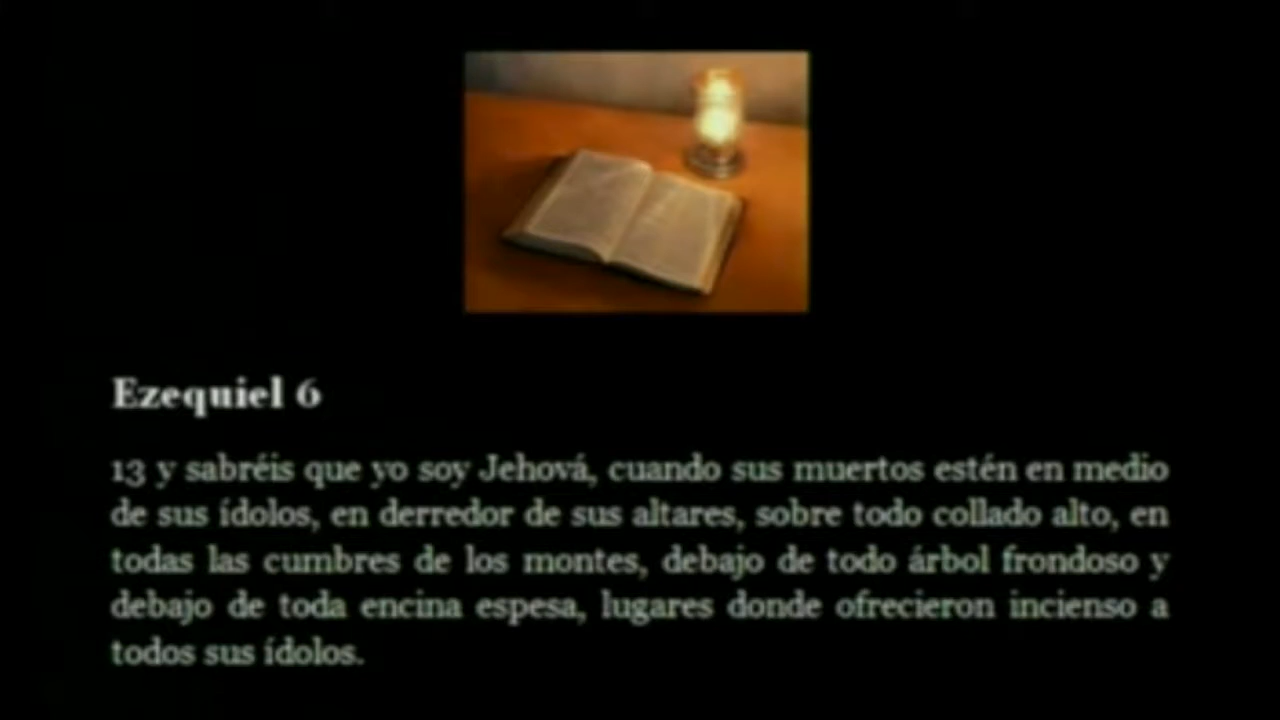 Ezequiel 6
13 y sabréis que yo soy Jehová, cuando sus muertos estén en medio
de sus ídolos, en derredor de sus altares, sobre todo collado alto, en
todas las cumbres de los montes, debajo de todo árbol frondoso y
debajo de toda encina espesa, lugares donde ofrecieron incienso a
todos sus ídolos.